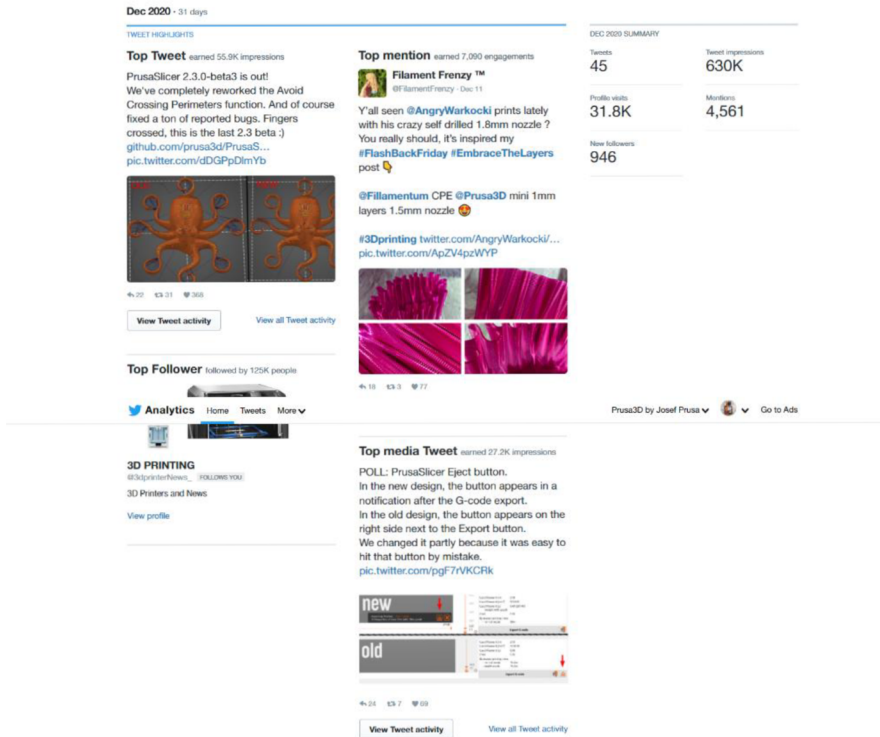 Dec 2020 · 31 days
TWEET HIGHLIGHTS
Top Tweet earned 55.9K impressions
PrusaSlicer 2.3.0-beta3 is out!
We've completely reworked the Avoid
Crossing Perimeters function. And of course
fixed a ton of reported bugs. Fingers
crossed, this is the last 2.3 beta :)
github.com/prusa3d/PrusaS…
pic.twitter.com/dDGPpDlmYb
22 31 368
View Tweet activity View all Tweet activity
Top Follower followed by 125K people
Top mention earned 7,090 engagements
Filament Frenzy ™
@FilamentFrenzy · Dec 11
Y'all seen @AngryWarkocki prints lately
with his crazy self drilled 1.8mm nozzle ?
You really should, it's inspired my
#FlashBackFriday #EmbraceTheLayers
post 👇
@Fillamentum CPE @Prusa3D mini 1mm
layers 1.5mm nozzle 🤩
#3Dprinting twitter.com/AngryWarkocki/…
pic.twitter.com/ApZV4pzWYP
18 3 77
DEC 2020 SUMMARY
Tweets
45
Tweet impressions
630K
Profile visits
31.8K
Mentions
4,561
New followers
946
Analytics Home Tweets More Prusa3D by Josef Prusa Go to Ads
3D PRINTING
@3dprinterNews_ FOLLOWS YOU
3D Printers and News
View profile
Top media Tweet earned 27.2K impressions
POLL: PrusaSlicer Eject button.
In the new design, the button appears in a
notification after the G-code export.
In the old design, the button appears on the
right side next to the Export button.
We changed it partly because it was easy to
hit that button by mistake.
pic.twitter.com/pgF7rVKCRk
new
old
24 7 69
View Tweet activity View all Tweet activity